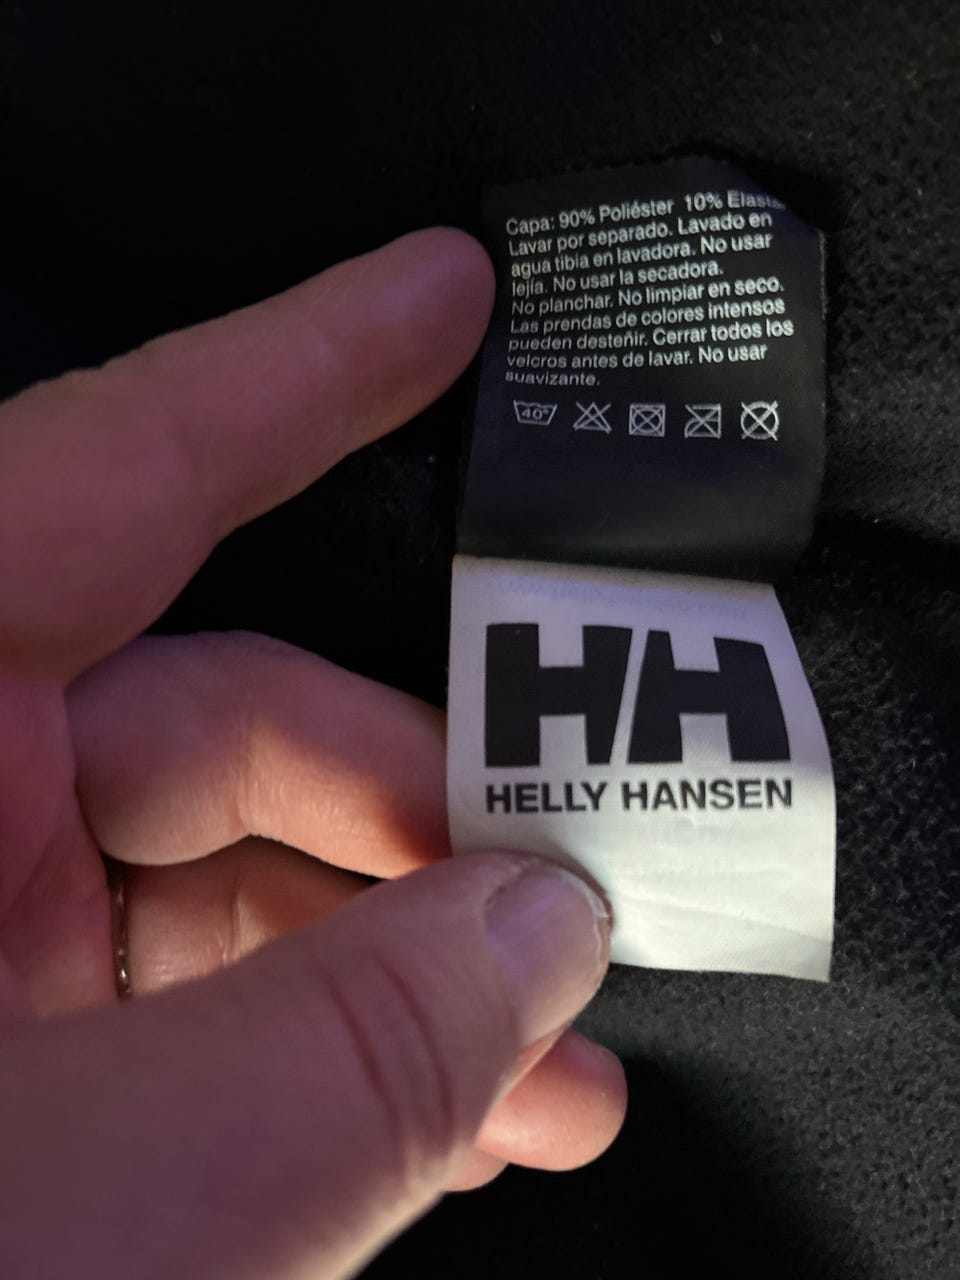 Capa: 90% Poliéster 10% Elasta
Lavar por separado. Lavado en
agua tibia en lavadora. No usar
lejía. No usar la secadora.
No planchar. No limpiar en seco.
Las prendas de colores intensos
pueden desteñir. Cerrar todos los
velcros antes de lavar. No usar
suavizante.
40°
HH
HELLY HANSEN